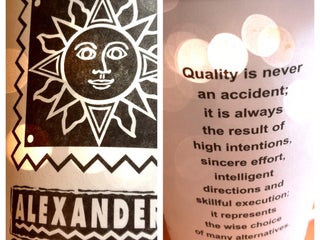 ALEXANDER
Quality is never
an accident;
it is always
the result of
high intentions,
sincere effort,
intelligent
directions and
skillful execution;
it represents
the wise choice
of many alternatives.